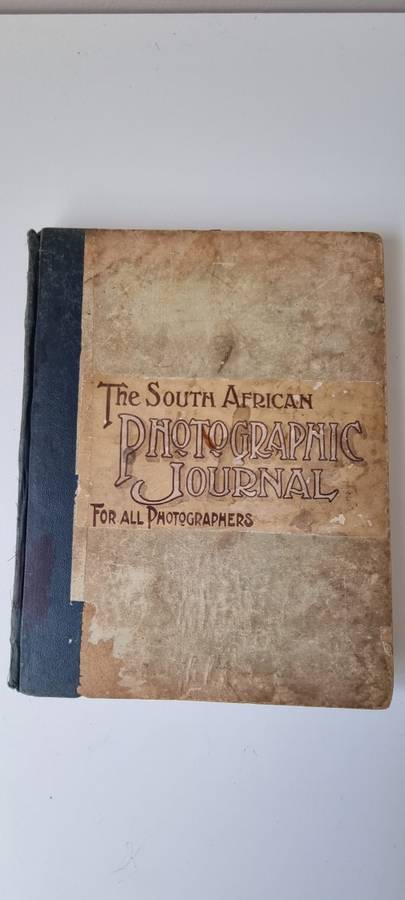 The South African
Photographic
Journal
For all Photographers